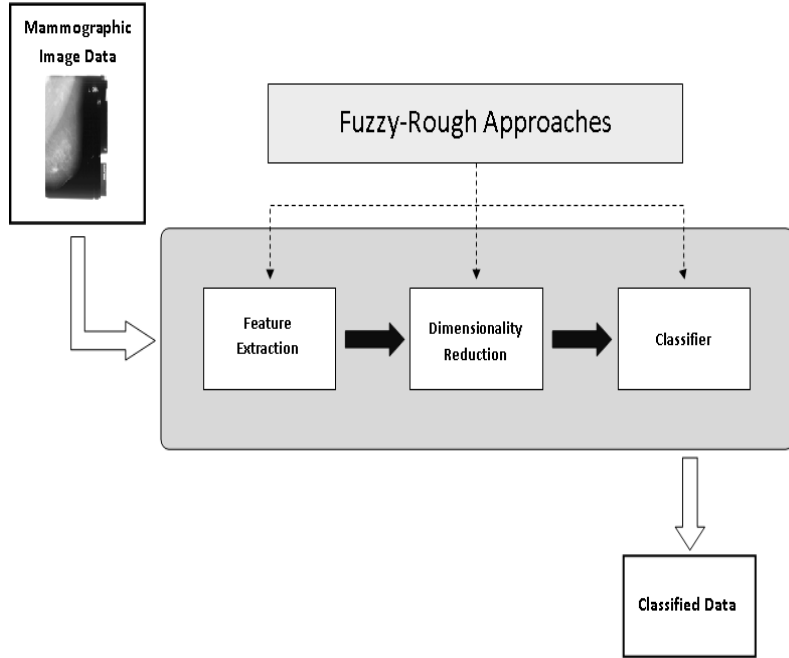 Mammographic
Image Data
Fuzzy-Rough Approaches
Feature
Extraction
Dimensionality
Reduction
Classifier
Classified Data